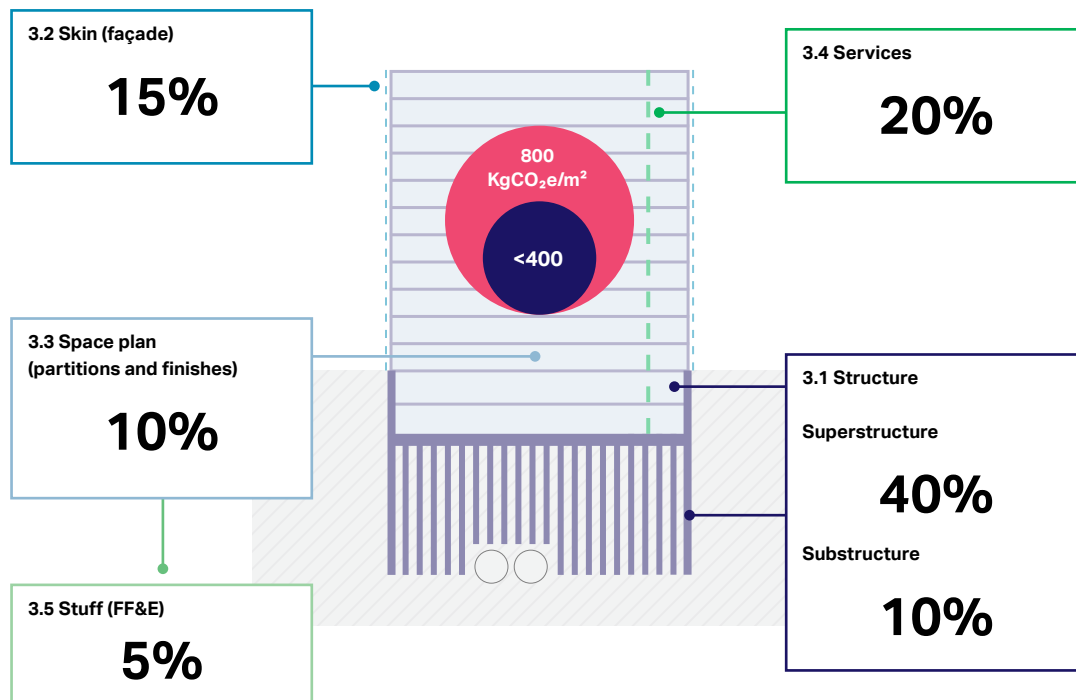 3.2 Skin (façade)
15%
3.4 Services
20%
800
KgCO₂e/m²
<400
3.3 Space plan
(partitions and finishes)
10%
3.1 Structure
Superstructure
40%
Substructure
10%
3.5 Stuff (FF&E)
5%